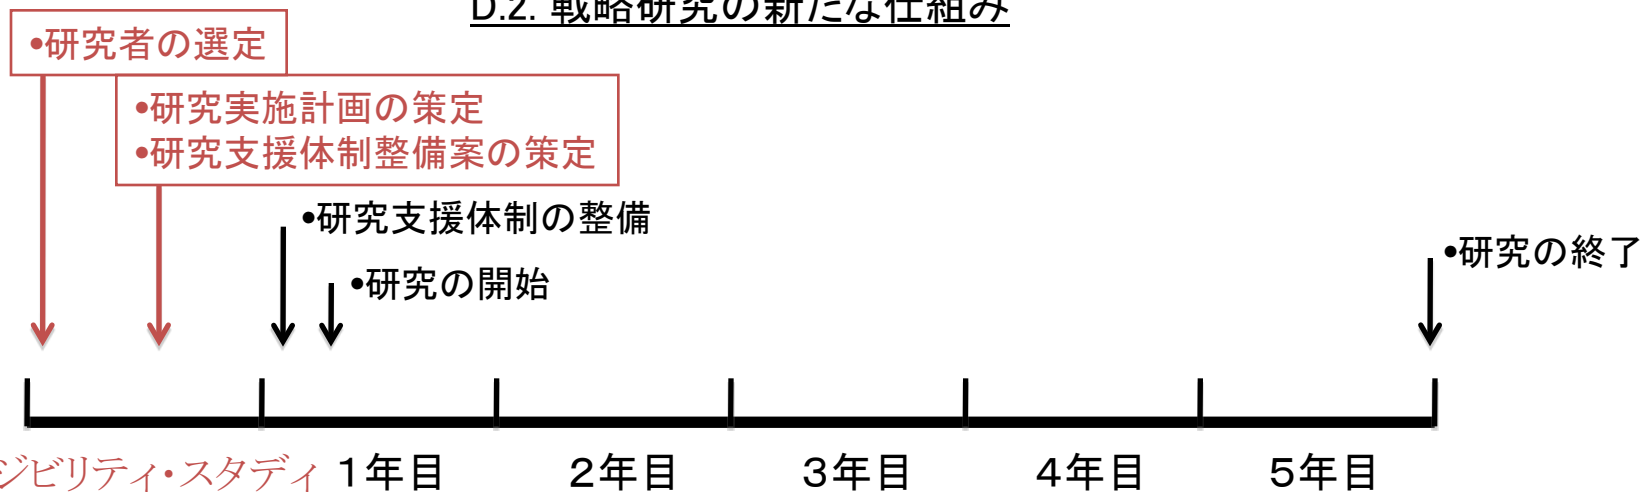 D.2. 戦略研究の新たな仕組み
•研究者の選定
•研究実施計画の策定
•研究支援体制整備案の策定
•研究支援体制の整備
•研究の開始
•研究の終了
ジビリティ・スタディ 1年目 2年目 3年目 4年目 5年目